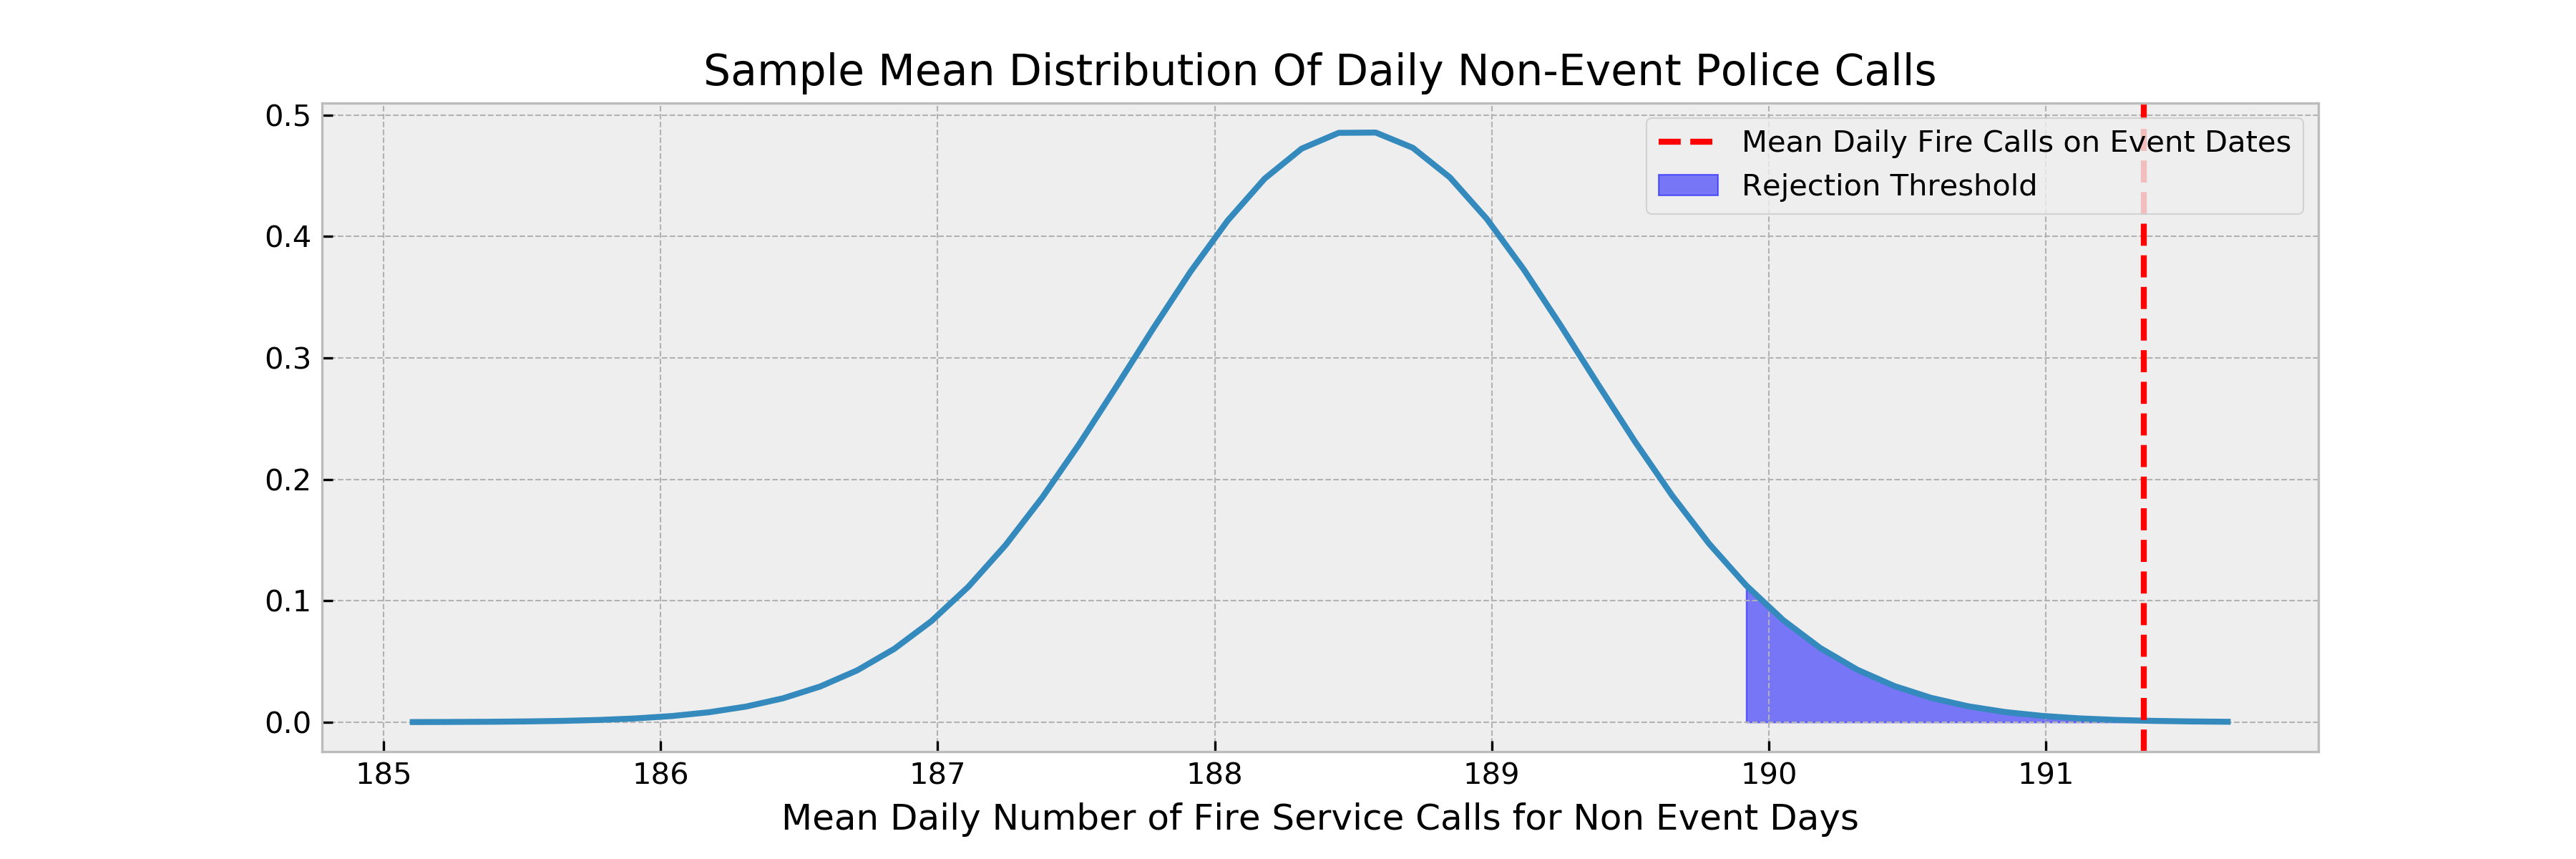 Sample Mean Distribution Of Daily Non-Event Police Calls
0.5
0.4
0.3
0.2
0.1
0.0
Mean Daily Fire Calls on Event Dates
Rejection Threshold
185 186 187 188 189 190 191
Mean Daily Number of Fire Service Calls for Non Event Days